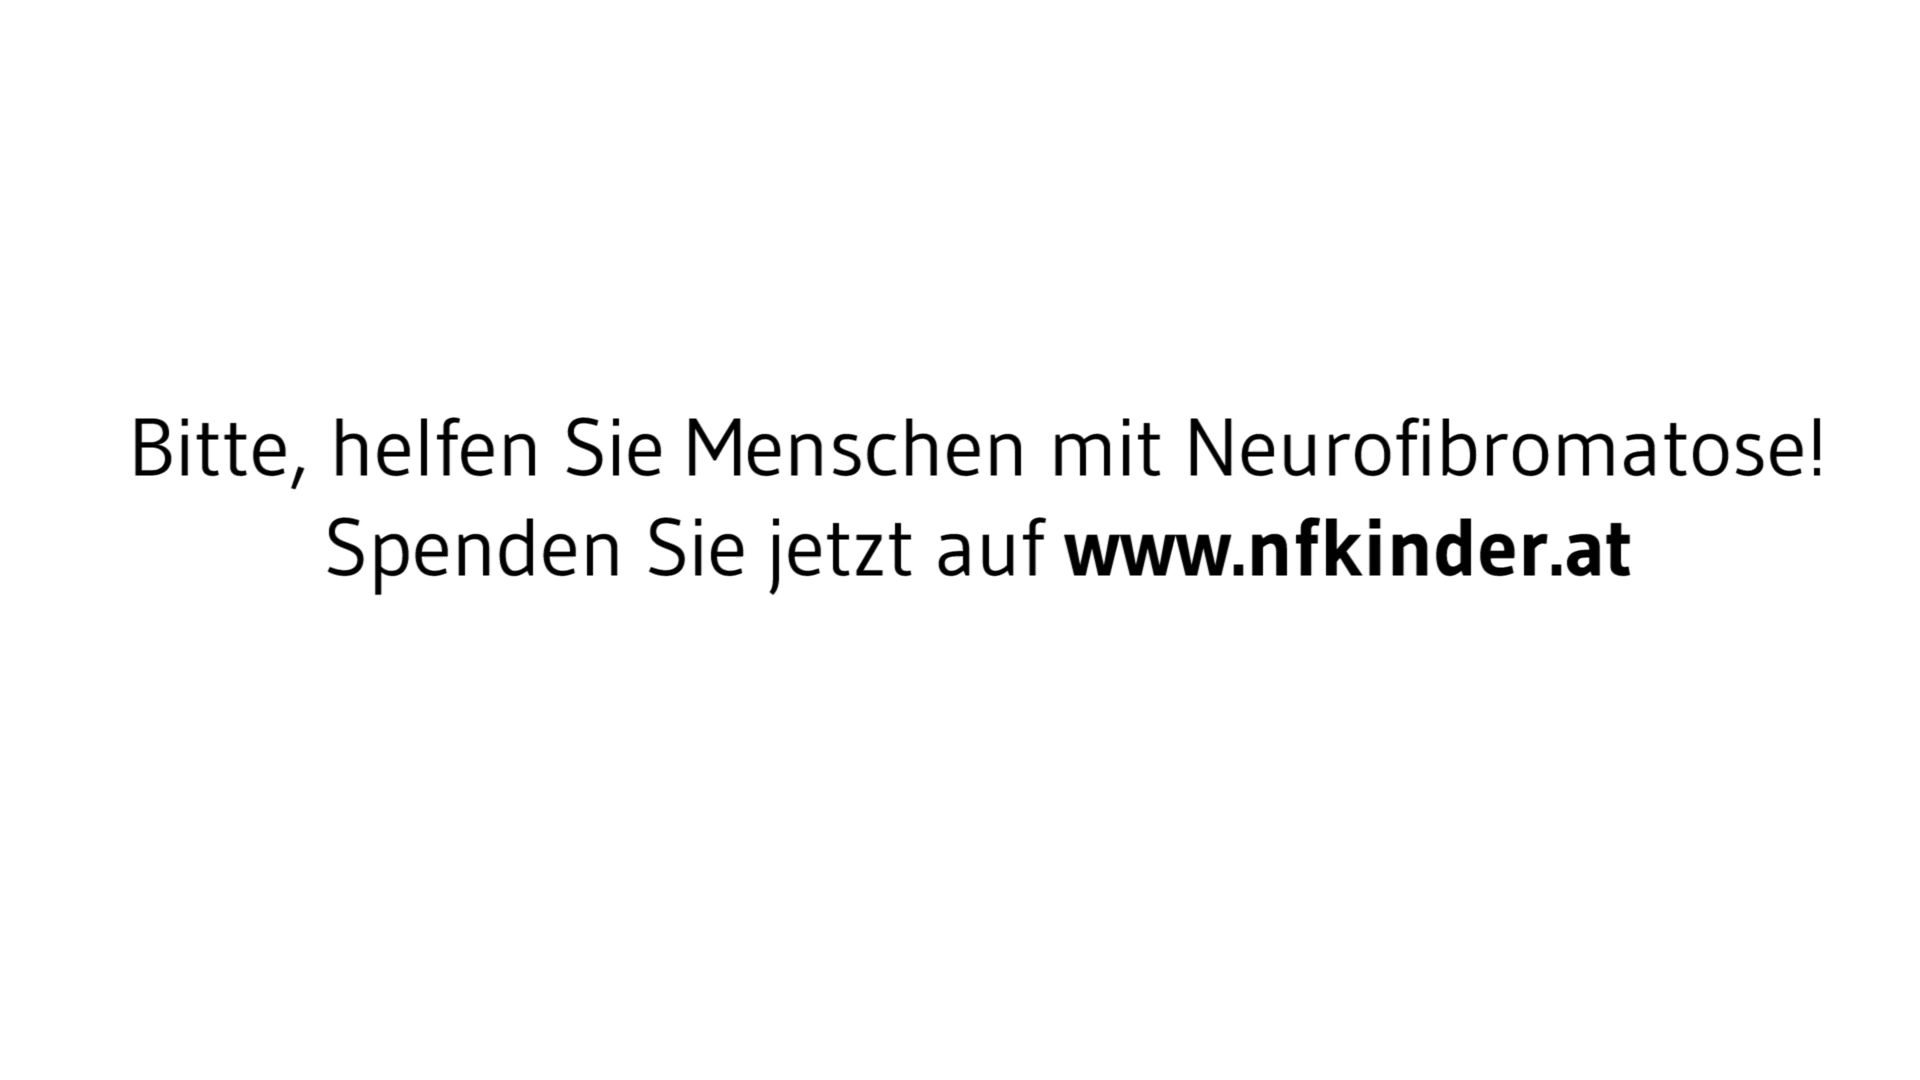 Bitte, helfen Sie Menschen mit Neurofibromatose!
Spenden Sie jetzt auf www.nfkinder.at